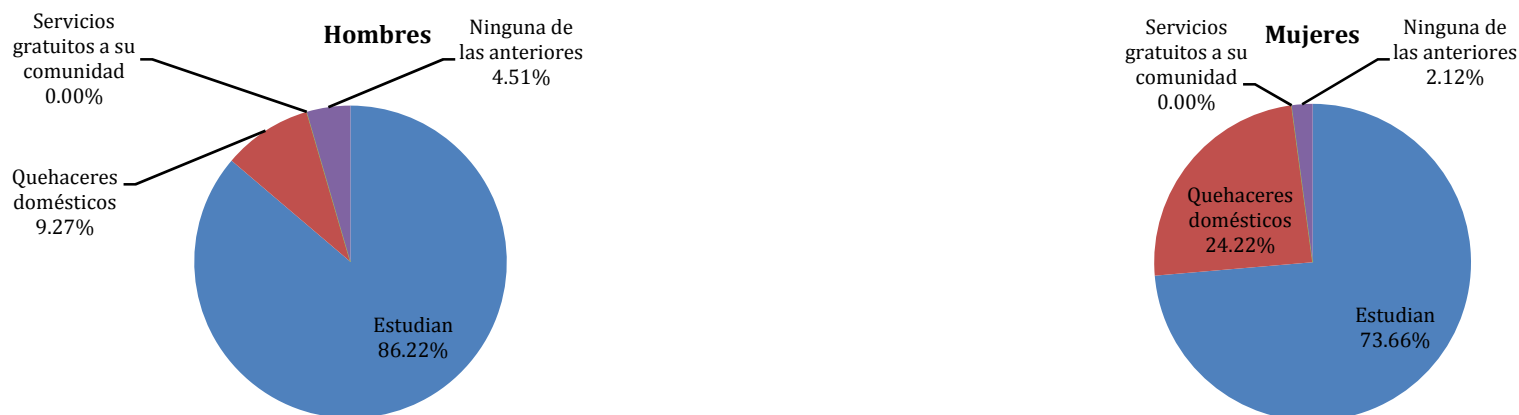 Hombres
Servicios
gratuitos a su
comunidad
0.00%
Ninguna de
las anteriores
4.51%
Quehaceres
domésticos
9.27%
Estudian
86.22%
Mujeres
Servicios
gratuitos a su
comunidad
0.00%
Ninguna de
las anteriores
2.12%
Quehaceres
domésticos
24.22%
Estudian
73.66%